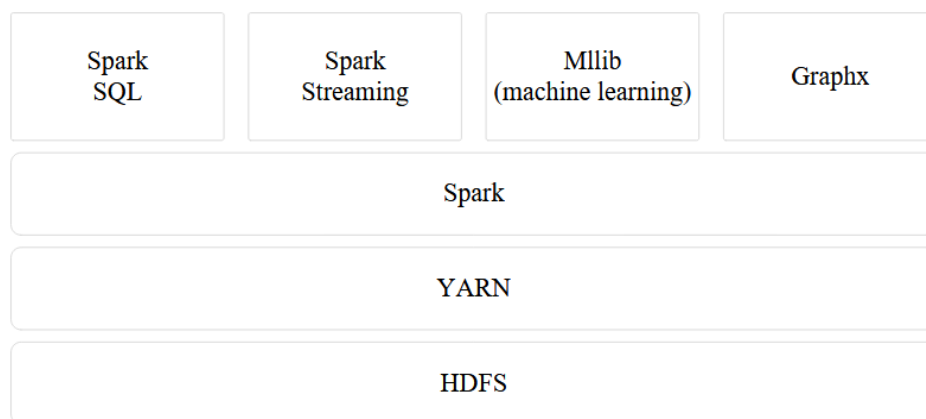 Spark
SQL
Spark
Streaming
Mllib
(machine learning)
Graphx
Spark
YARN
HDFS